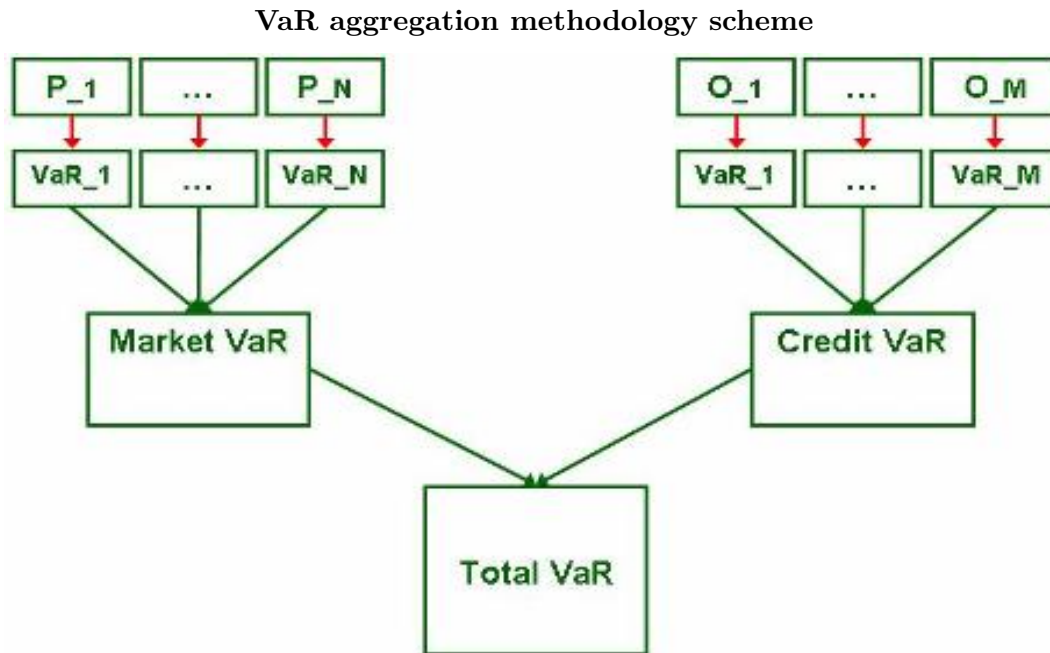 VaR aggregation methodology scheme
P_1 ... P_N O_1 ... O_M
VaR_1 ... VaR_N VaR_1 ... VaR_M
Market VaR Credit VaR
Total VaR